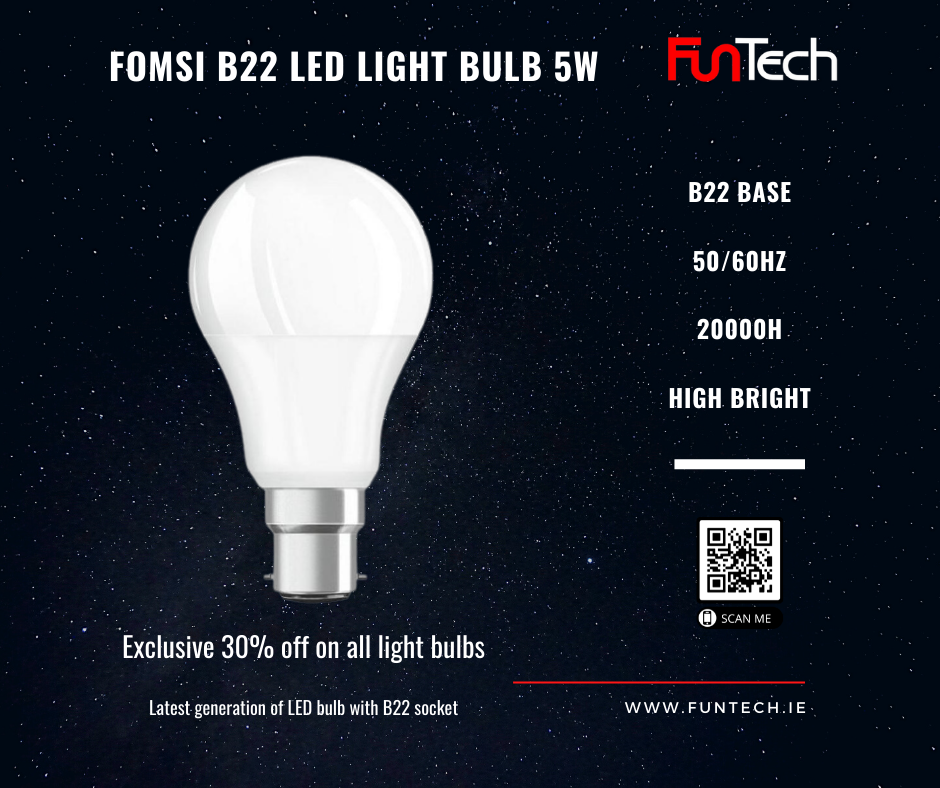 FOMSI B22 LED LIGHT BULB 5W
FunTech
B22 BASE
50/60HZ
20000H
HIGH BRIGHT
SCAN ME
Exclusive 30% off on all light bulbs
Latest generation of LED bulb with B22 socket
WWW.FUNTECH.IE